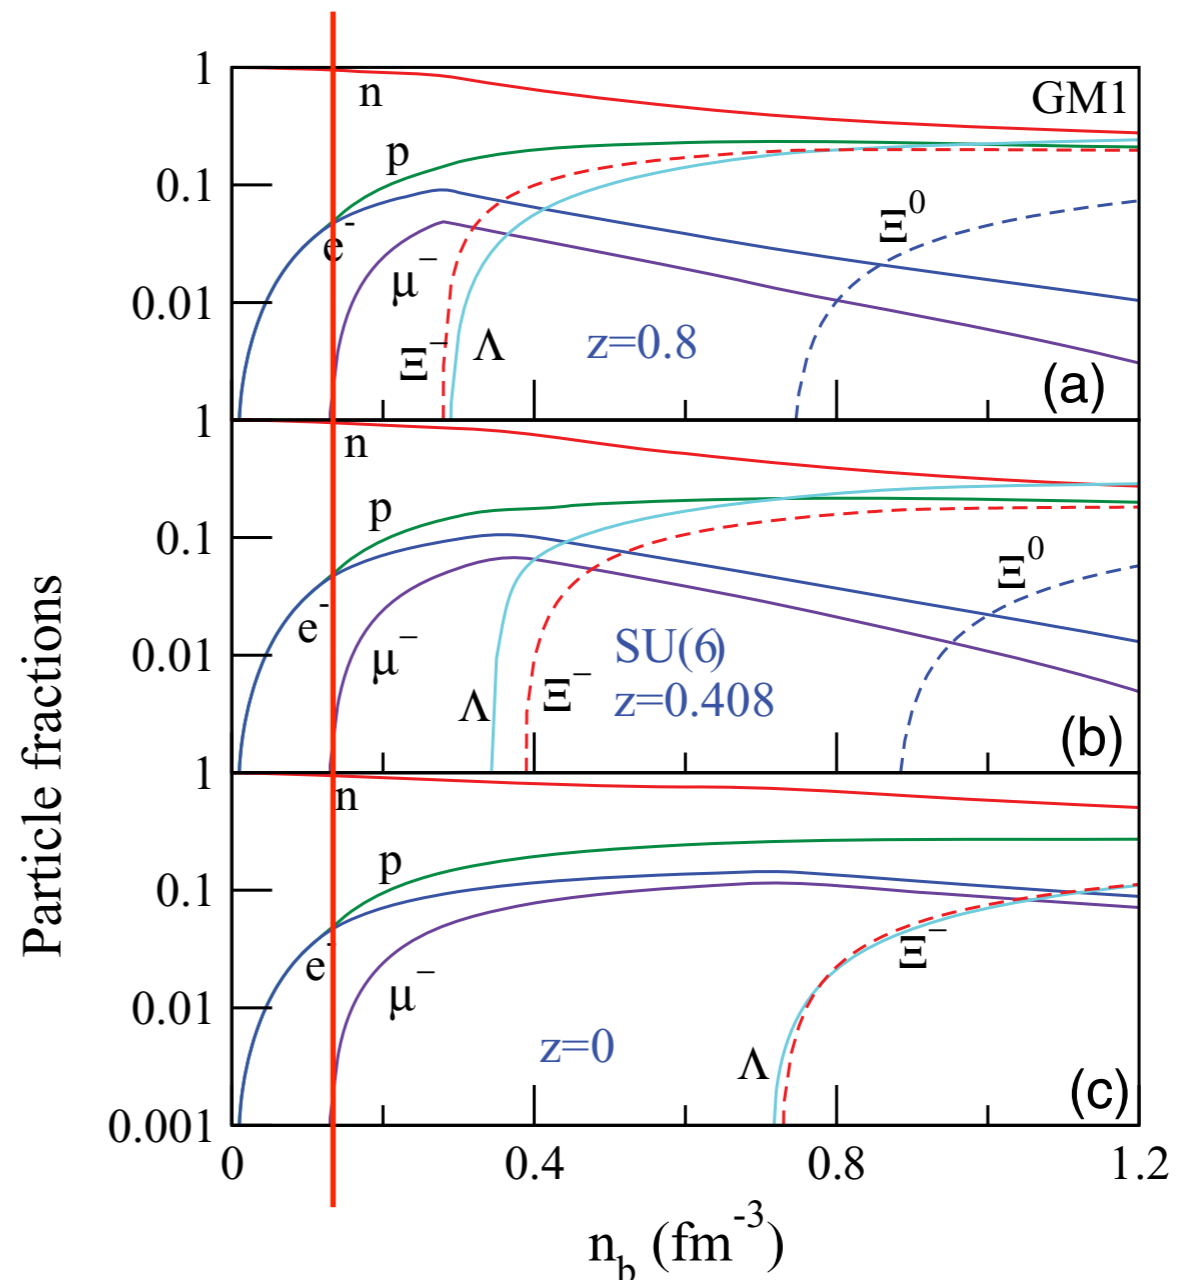 1
GM1
n
p
0.1
Ξ⁰
e⁻
μ⁻
0.01
Ξ⁻
Λ
z=0.8
(a)
1
n
p
0.1
Ξ⁰
e⁻
μ⁻
0.01
SU(6)
Λ
Ξ⁻
z=0.408
(b)
1
n
p
0.1
Ξ⁻
e⁻
μ⁻
0.01
z=0
Λ
(c)
0.001
0
0.4
0.8
1.2
Particle fractions
n_b (fm⁻³)